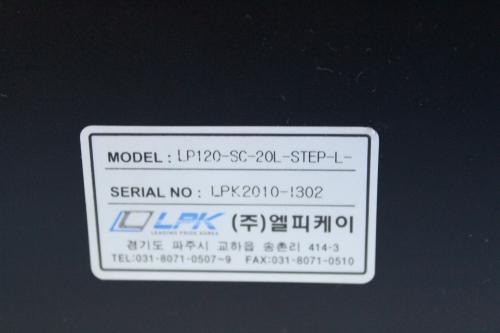 MODEL : LP120-SC-20L-STEP-L-
SERIAL NO : LPK2010-1302
LPK (주)엘피케이
LEADING PRIDE KOREA
경기도 파주시 교하읍 송촌리 414-3
TEL:031-8071-0507~9 FAX:031-8071-0510